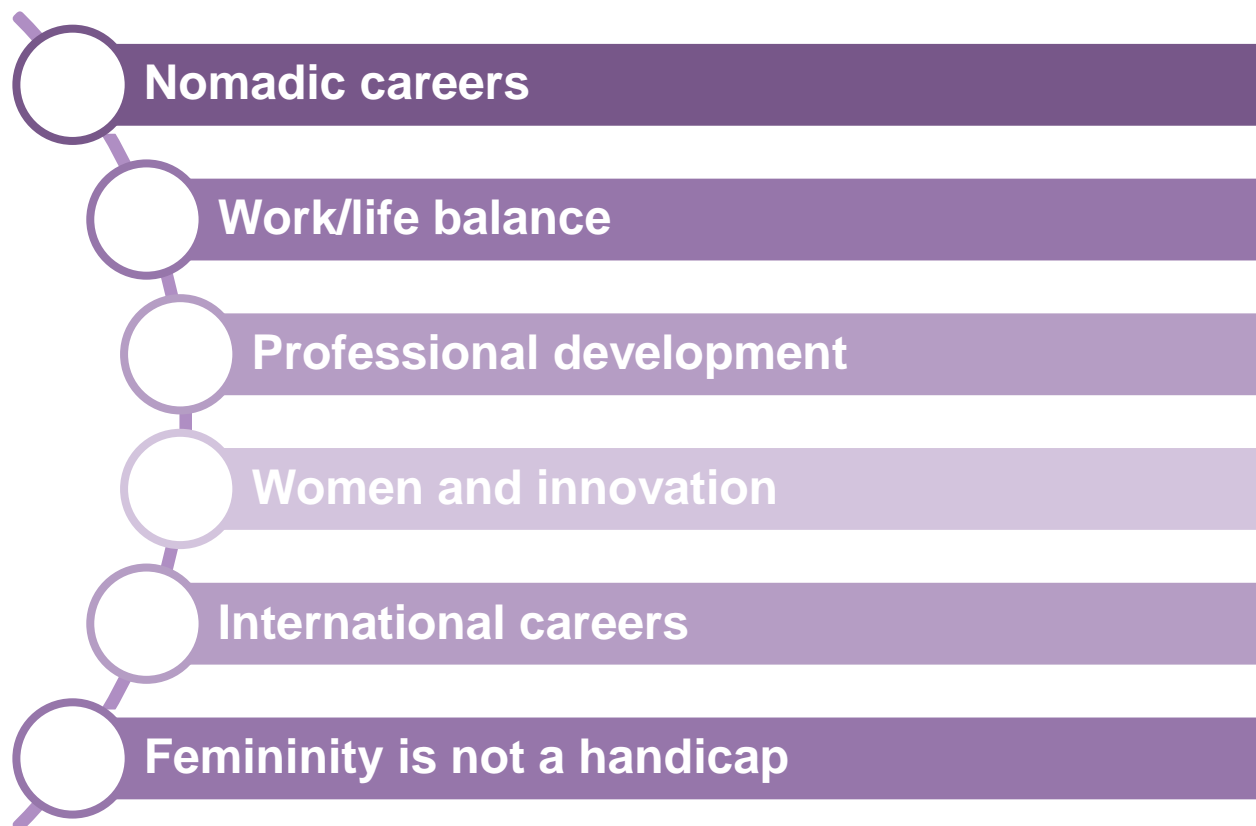 Nomadic careers
Work/life balance
Professional development
Women and innovation
International careers
Femininity is not a handicap